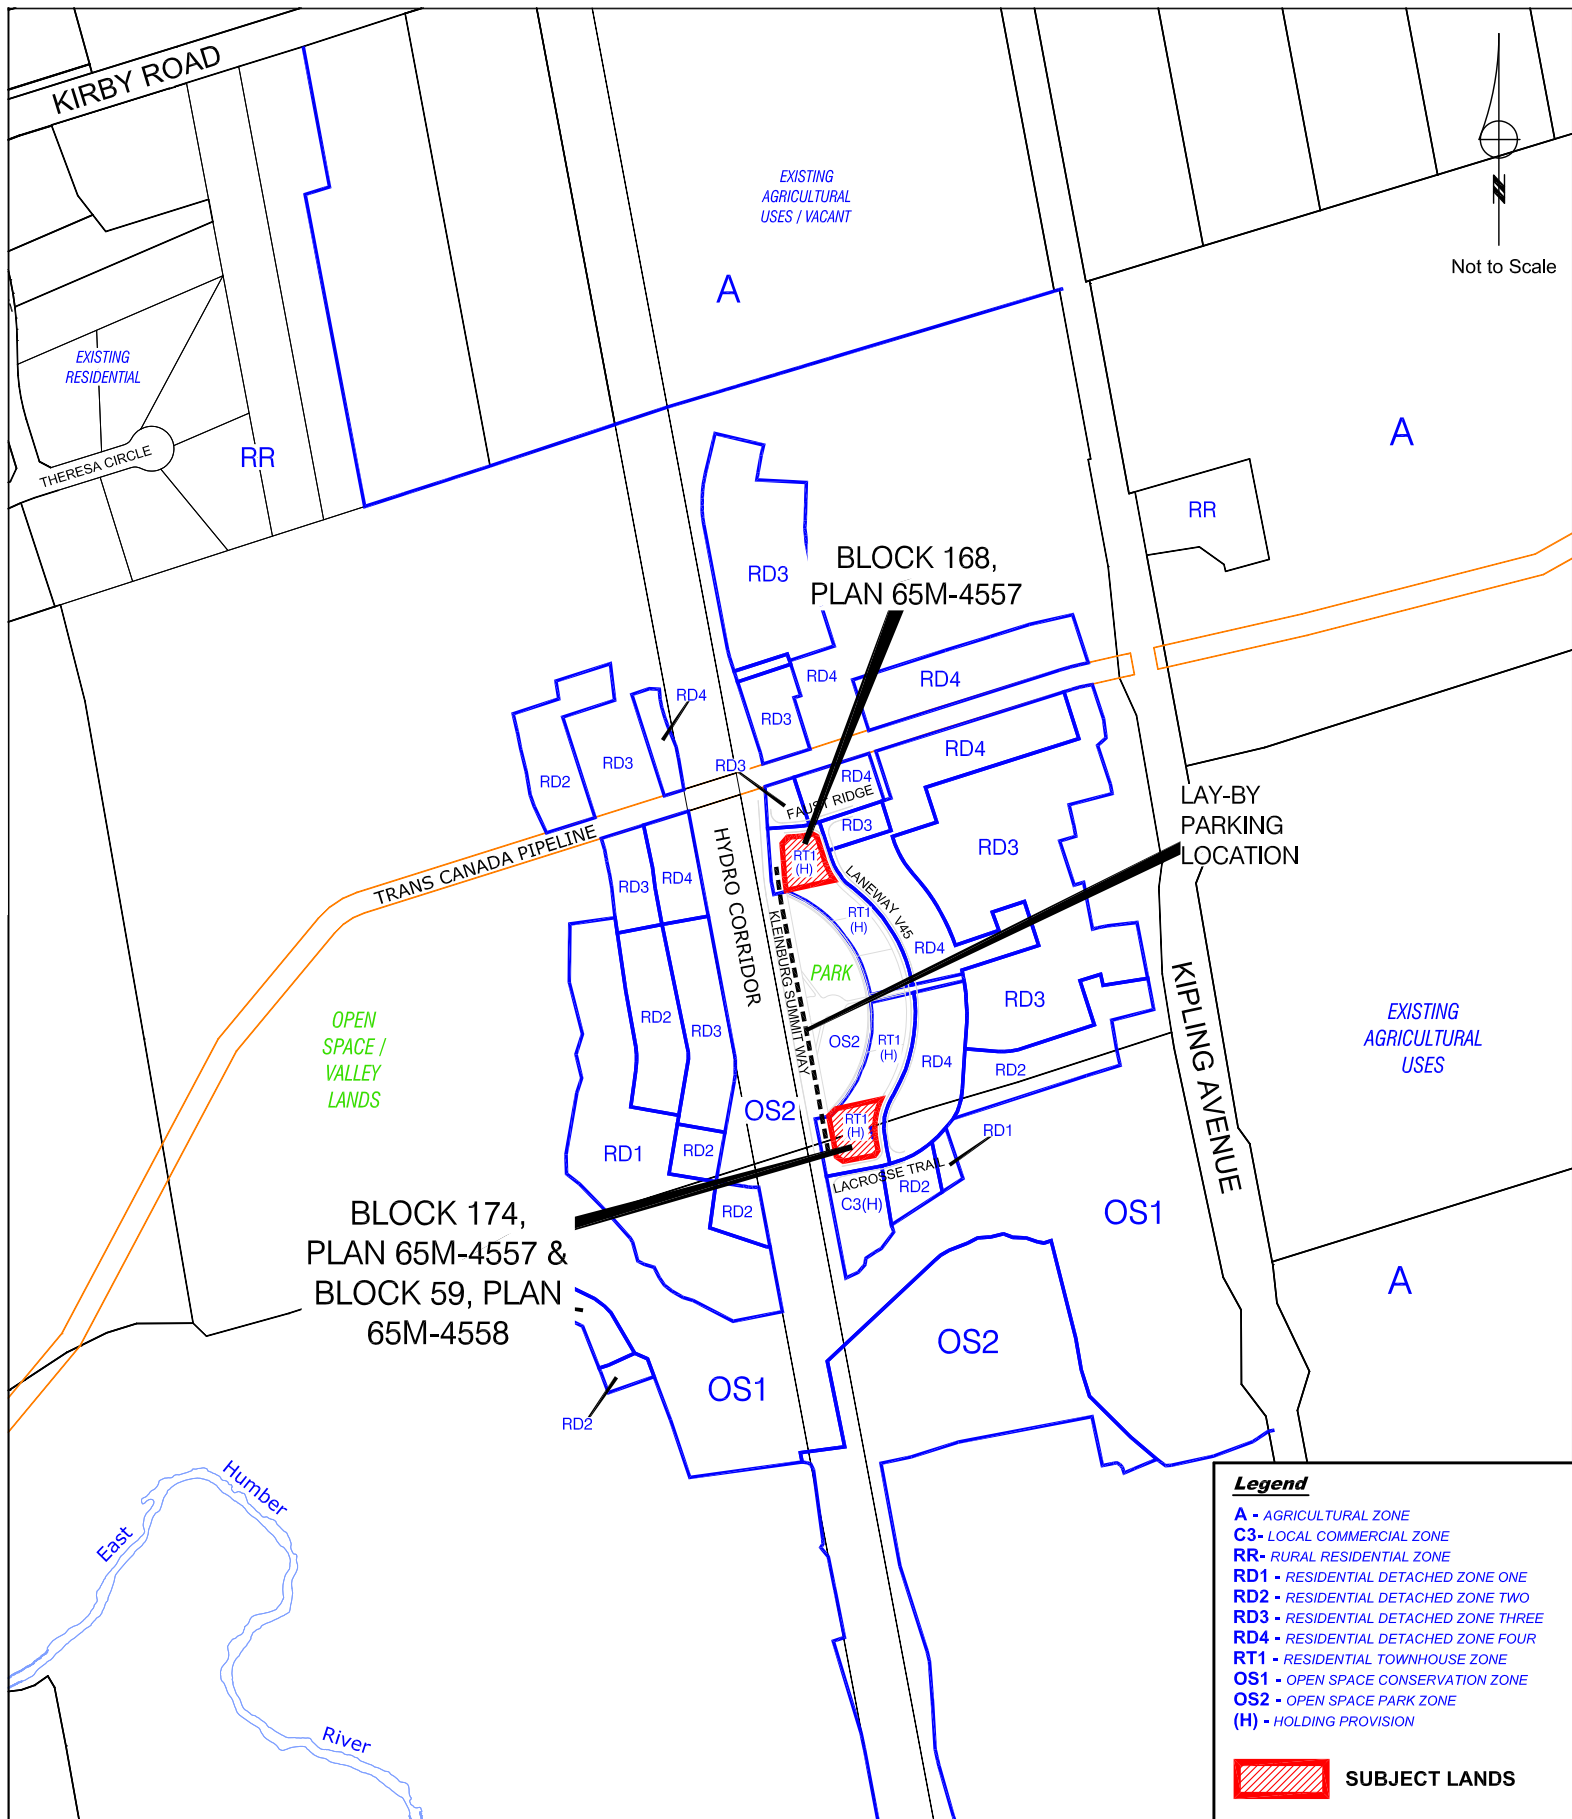 KIRBY ROAD
EXISTING
AGRICULTURAL
USES / VACANT
A
Not to Scale
EXISTING
RESIDENTIAL
THERESA CIRCLE
RR
A
RR
RD3
BLOCK 168,
PLAN 65M-4557
RD4
RD4
RD4
RD3
RD2
RD3
RD4
RD3
RD4
FAUST RIDGE
RD3
LAY-BY
PARKING
LOCATION
TRANS CANADA PIPELINE
HYDRO CORRIDOR
RT1
(H)
RD3
RD3
RD4
LANEWAY V45
RT1
(H)
RD4
KLEINBURG SUMMIT WAY
PARK
KIPLING AVENUE
RD3
OPEN
SPACE /
VALLEY
LANDS
RD2
RD3
OS2
RT1
(H)
RD4
RD2
EXISTING
AGRICULTURAL
USES
OS2
RT1
(H)
RD1
RD1
RD2
LACROSSE TRAIL
RD2
C3(H)
RD2
OS1
BLOCK 174,
PLAN 65M-4557 &
BLOCK 59, PLAN
65M-4558
A
OS2
OS1
RD2
East
Humber
River
Legend
A - AGRICULTURAL ZONE
C3- LOCAL COMMERCIAL ZONE
RR- RURAL RESIDENTIAL ZONE
RD1 - RESIDENTIAL DETACHED ZONE ONE
RD2 - RESIDENTIAL DETACHED ZONE TWO
RD3 - RESIDENTIAL DETACHED ZONE THREE
RD4 - RESIDENTIAL DETACHED ZONE FOUR
RT1 - RESIDENTIAL TOWNHOUSE ZONE
OS1 - OPEN SPACE CONSERVATION ZONE
OS2 - OPEN SPACE PARK ZONE
(H) - HOLDING PROVISION
SUBJECT LANDS